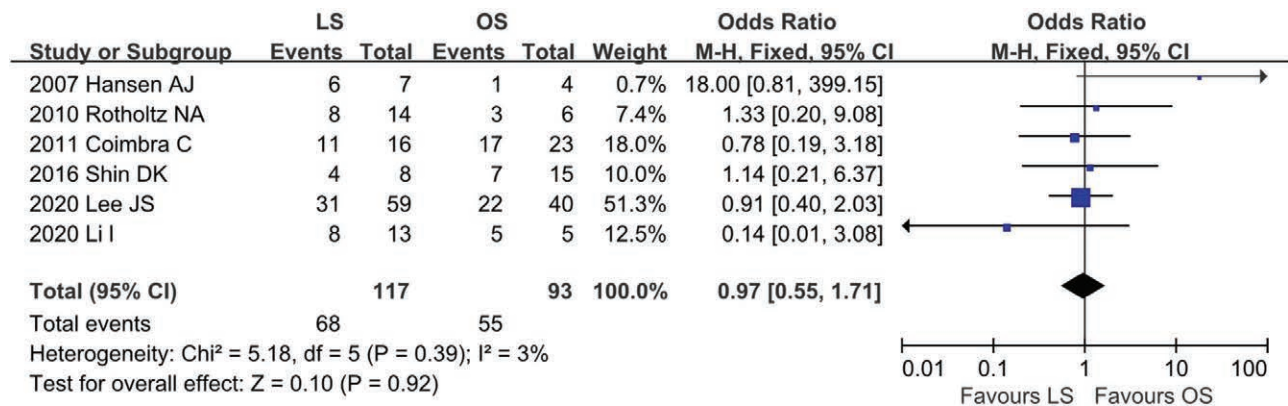 LS OS Odds Ratio Odds Ratio
Study or Subgroup Events Total Events Total Weight M-H, Fixed, 95% CI M-H, Fixed, 95% CI
2007 Hansen AJ 6 7 1 4 0.7% 18.00 [0.81, 399.15]
2010 Rotholtz NA 8 14 3 6 7.4% 1.33 [0.20, 9.08]
2011 Coimbra C 11 16 17 23 18.0% 0.78 [0.19, 3.18]
2016 Shin DK 4 8 7 15 10.0% 1.14 [0.21, 6.37]
2020 Lee JS 31 59 22 40 51.3% 0.91 [0.40, 2.03]
2020 Li I 8 13 5 5 12.5% 0.14 [0.01, 3.08]
Total (95% CI) 117 93 100.0% 0.97 [0.55, 1.71]
Total events 68 55
Heterogeneity: Chi² = 5.18, df = 5 (P = 0.39); I² = 3%
Test for overall effect: Z = 0.10 (P = 0.92)
0.01 0.1 1 10 100
Favours LS Favours OS